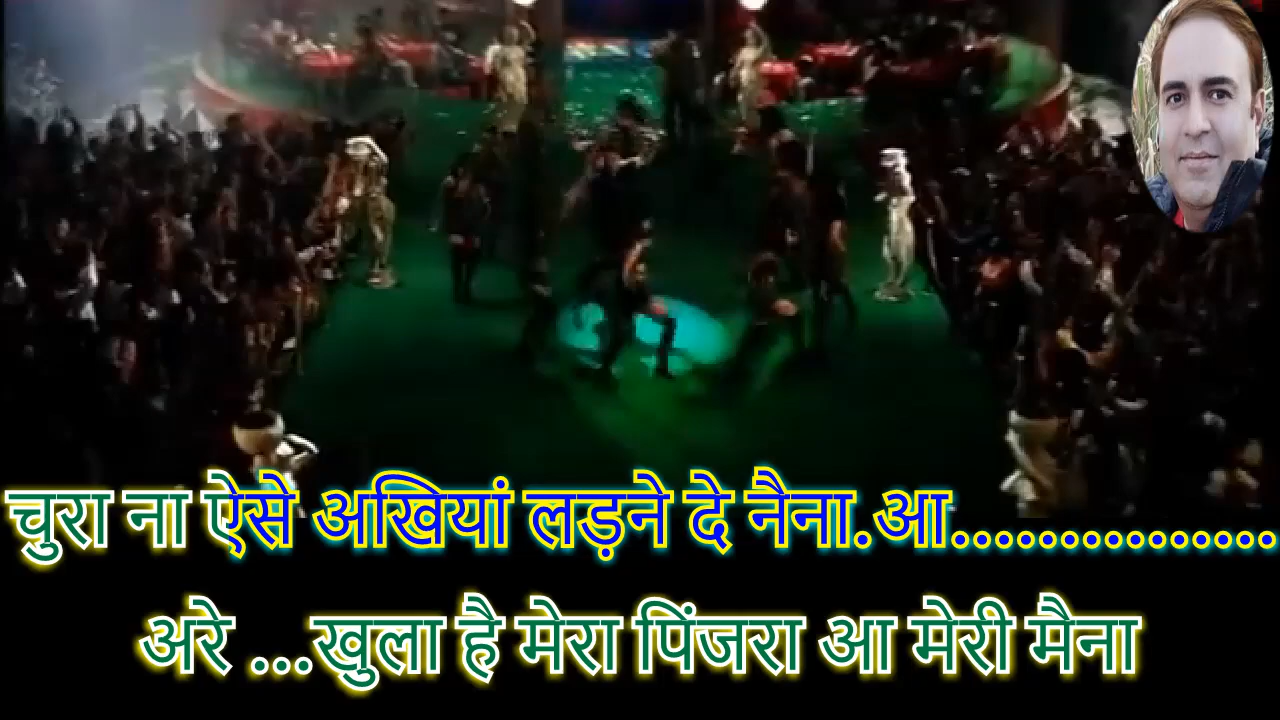 चुरा ना ऐसे अखियां लड़ने दे नैना.आ...............
अरे ...खुला है मेरा पिंजरा आ मेरी मैना